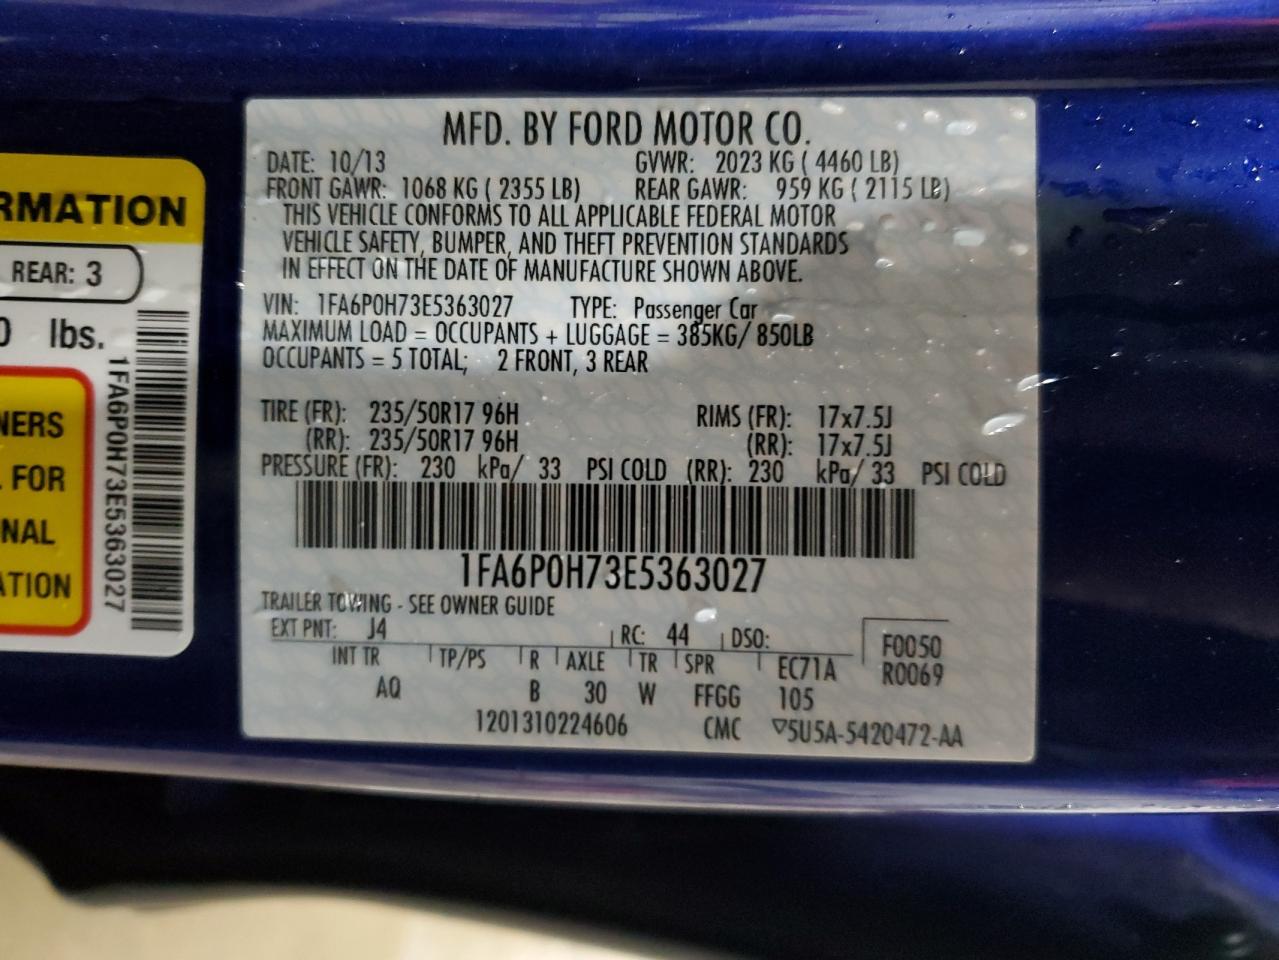 MFD. BY FORD MOTOR CO.
DATE: 10/13 GVWR: 2023 KG ( 4460 LB)
FRONT GAWR: 1068 KG ( 2355 LB) REAR GAWR: 959 KG ( 2115 LB)
THIS VEHICLE CONFORMS TO ALL APPLICABLE FEDERAL MOTOR
VEHICLE SAFETY, BUMPER, AND THEFT PREVENTION STANDARDS
IN EFFECT ON THE DATE OF MANUFACTURE SHOWN ABOVE.
VIN: 1FA6P0H73E5363027 TYPE: Passenger Car
MAXIMUM LOAD = OCCUPANTS + LUGGAGE = 385KG/ 850LB
OCCUPANTS = 5 TOTAL; 2 FRONT, 3 REAR
TIRE (FR): 235/50R17 96H RIMS (FR): 17x7.5J
(RR): 235/50R17 96H (RR): 17x7.5J
PRESSURE (FR): 230 kPa/ 33 PSI COLD (RR): 230 kPa/ 33 PSI COLD
1FA6P0H73E5363027
TRAILER TOWING - SEE OWNER GUIDE
EXT PNT: J4 RC: 44 DSO: F0050
INT TR TP/PS R AXLE TR SPR EC71A R0069
AQ B 30 W FFGG 105
1201310224606 CMC ▽5U5A-5420472-AA
RMATION
REAR: 3
0 lbs.
1FA6P0H73E5363027
NERS
FOR
NAL
ATION